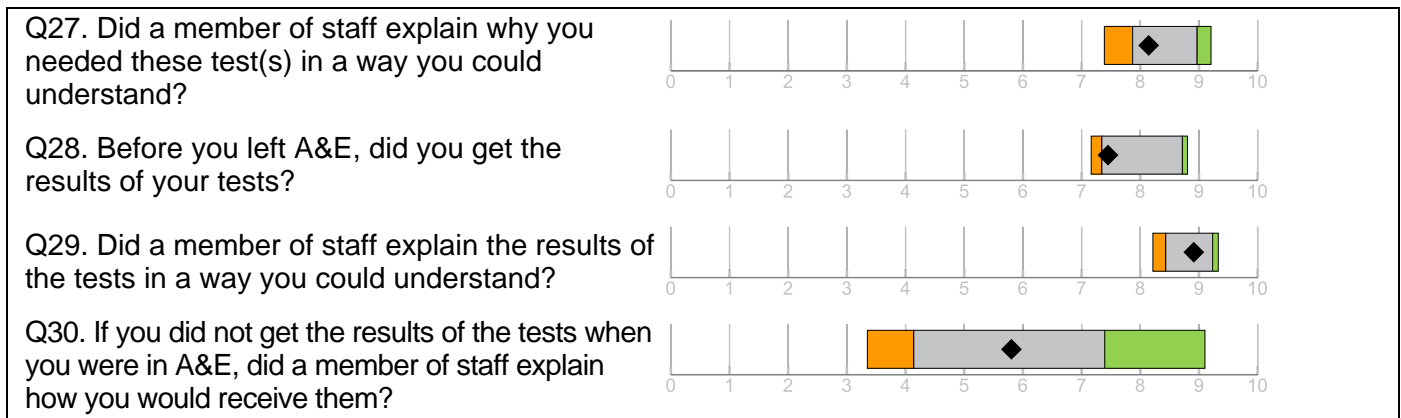 Q27. Did a member of staff explain why you
needed these test(s) in a way you could
understand?
0 1 2 3 4 5 6 7 8 9 10
Q28. Before you left A&E, did you get the
results of your tests?
0 1 2 3 4 5 6 7 8 9 10
Q29. Did a member of staff explain the results of
the tests in a way you could understand?
0 1 2 3 4 5 6 7 8 9 10
Q30. If you did not get the results of the tests when
you were in A&E, did a member of staff explain
how you would receive them?
0 1 2 3 4 5 6 7 8 9 10